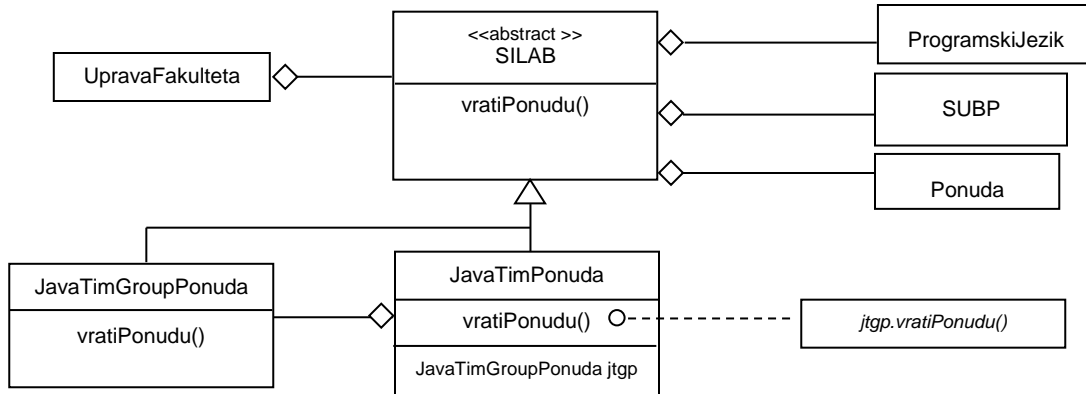 <<abstract >>
SILAB
vratiPonudu()
UpravaFakulteta
ProgramskiJezik
SUBP
Ponuda
JavaTimGroupPonuda
vratiPonudu()
JavaTimPonuda
vratiPonudu()
JavaTimGroupPonuda jtgp
jtgp.vratiPonudu()